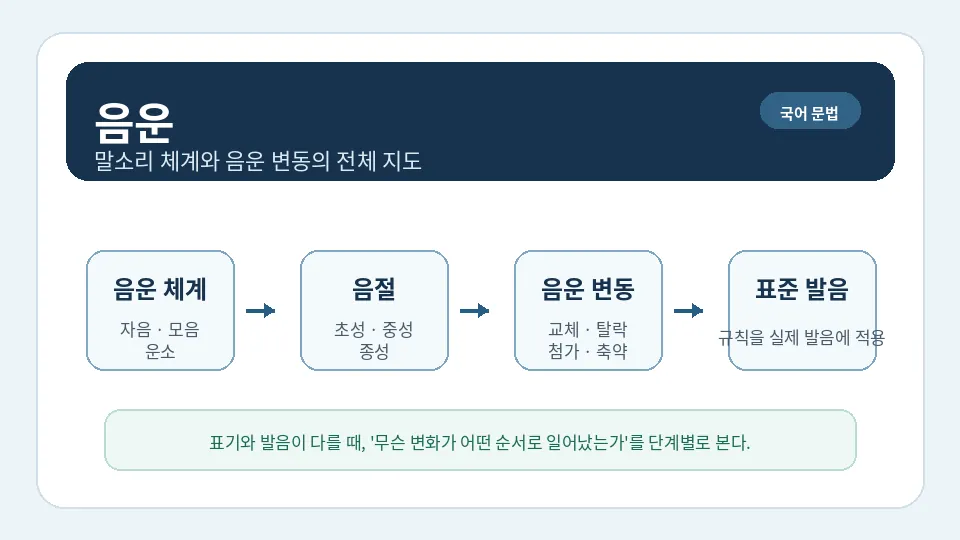 음운
국어 문법
말소리 체계와 음운 변동의 전체 지도
음운 체계
자음 · 모음
운소
음절
초성 · 중성
종성
음운 변동
교체 · 탈락
첨가 · 축약
표준 발음
규칙을 실제 발음에 적용
표기와 발음이 다를 때, '무슨 변화가 어떤 순서로 일어났는가'를 단계별로 본다.